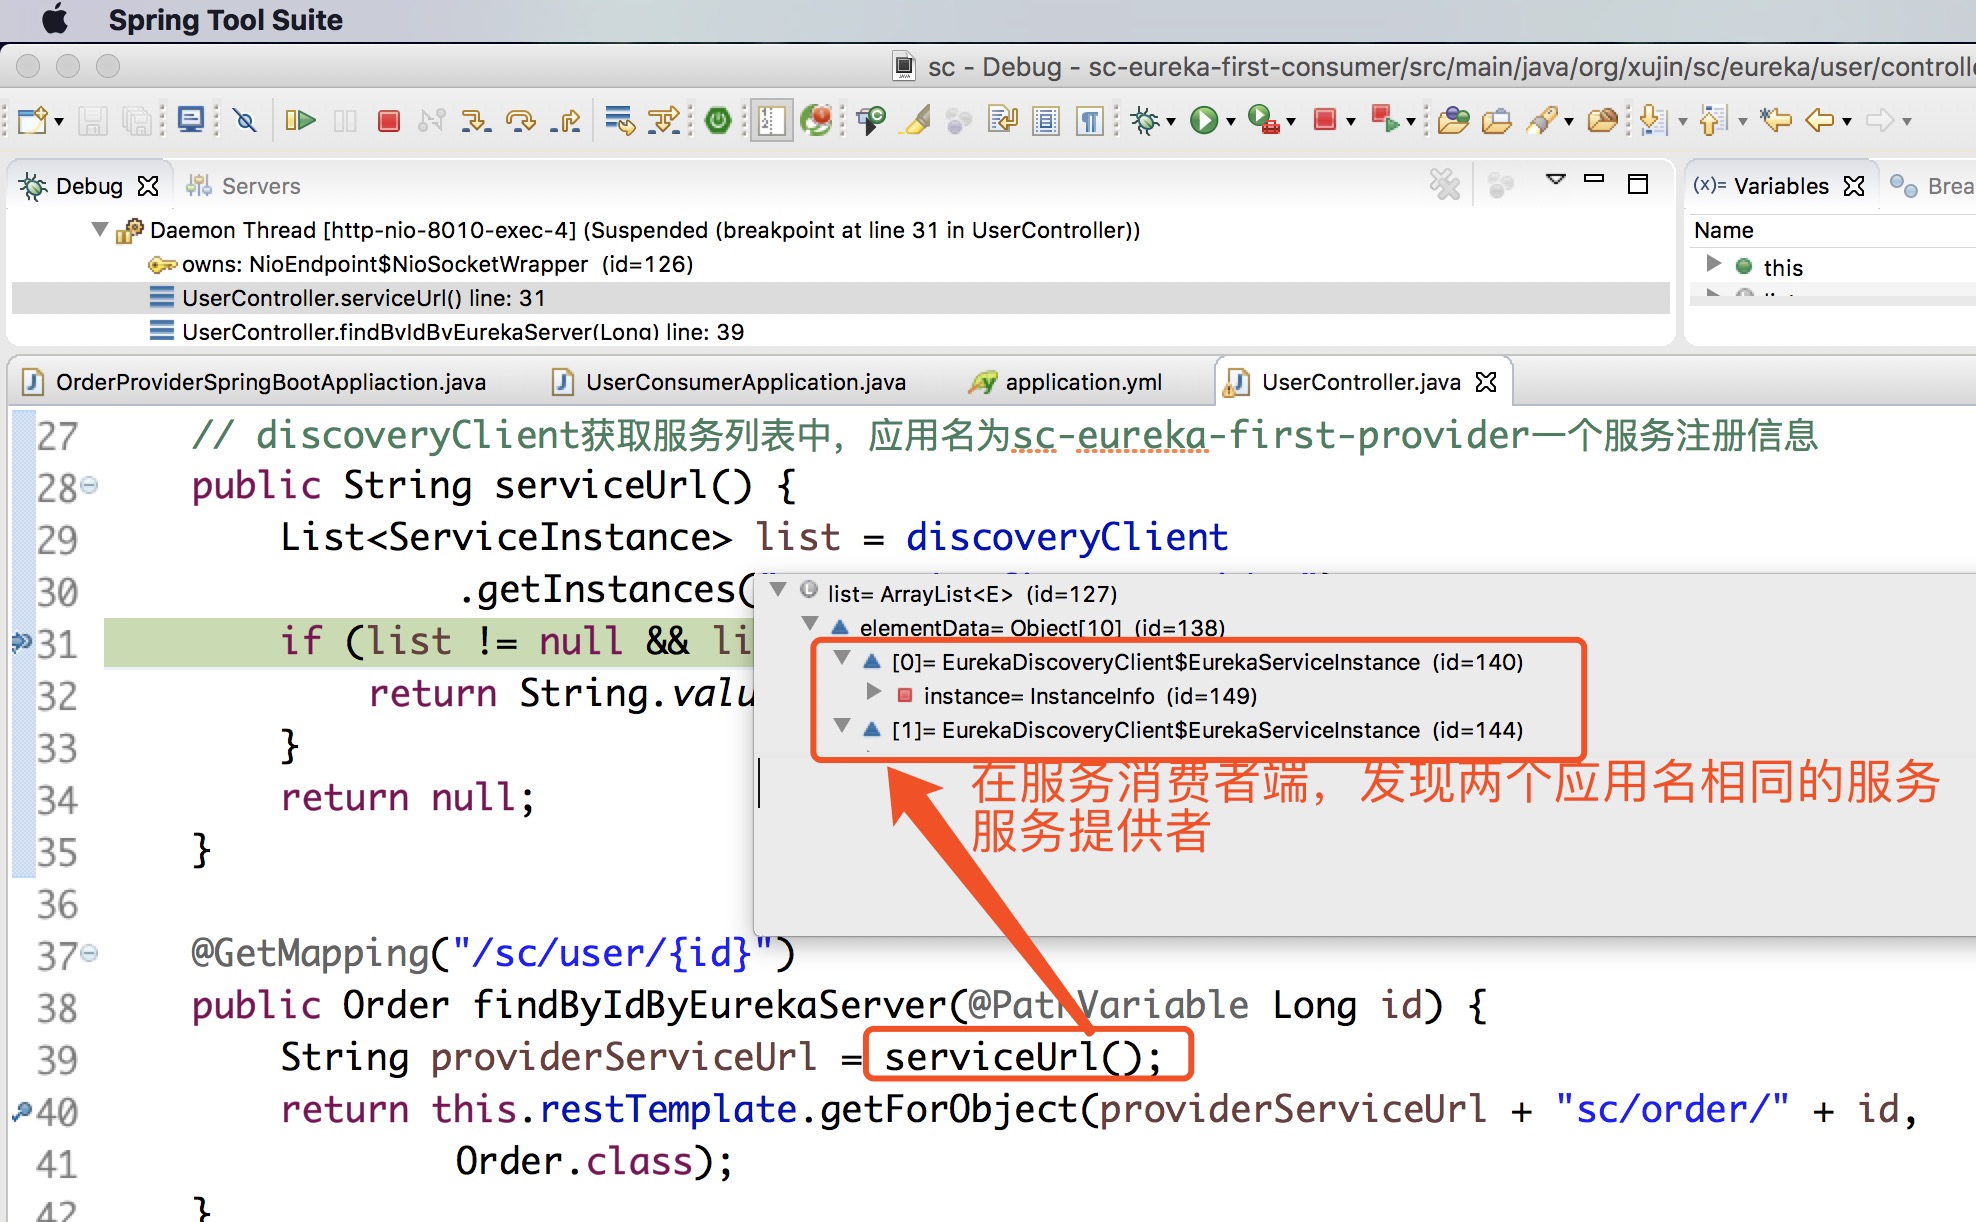 Spring Tool Suite
sc - Debug - sc-eureka-first-consumer/src/main/java/org/xujin/sc/eureka/user/controlle
Debug
Servers
(x)= Variables
Brea
Daemon Thread [http-nio-8010-exec-4] (Suspended (breakpoint at line 31 in UserController))
Name
owns: NioEndpoint$NioSocketWrapper (id=126)
this
UserController.serviceUrl() line: 31
UserController.findByIdByEurekaServer(Long) line: 39
OrderProviderSpringBootAppliaction.java
UserConsumerApplication.java
application.yml
UserController.java
27 // discoveryClient获取服务列表中，应用名为sc-eureka-first-provider一个服务注册信息
28 public String serviceUrl() {
29 List<ServiceInstance> list = discoveryClient
30 .getInstances(
list= ArrayList<E> (id=127)
elementData= Object[10] (id=138)
31 if (list != null && li
[0]= EurekaDiscoveryClient$EurekaServiceInstance (id=140)
32 return String.valu
instance= InstanceInfo (id=149)
[1]= EurekaDiscoveryClient$EurekaServiceInstance (id=144)
33 }
在服务消费者端，发现两个应用名相同的服务
34 return null;
服务提供者
35 }
36
37 @GetMapping("/sc/user/{id}")
38 public Order findByIdByEurekaServer(@PathVariable Long id) {
39 String providerServiceUrl = serviceUrl();
40 return this.restTemplate.getForObject(providerServiceUrl + "sc/order/" + id,
41 Order.class);
42 }